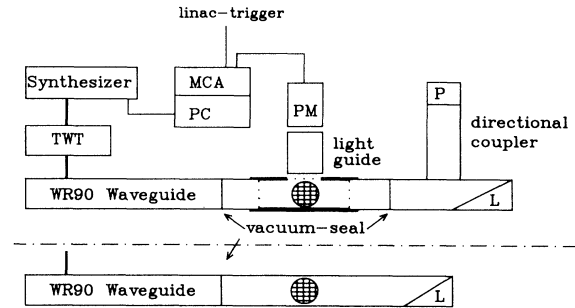 linac-trigger
Synthesizer
MCA
PC
PM
P
TWT
light
guide
directional
coupler
WR90 Waveguide
L
vacuum-seal
WR90 Waveguide
L